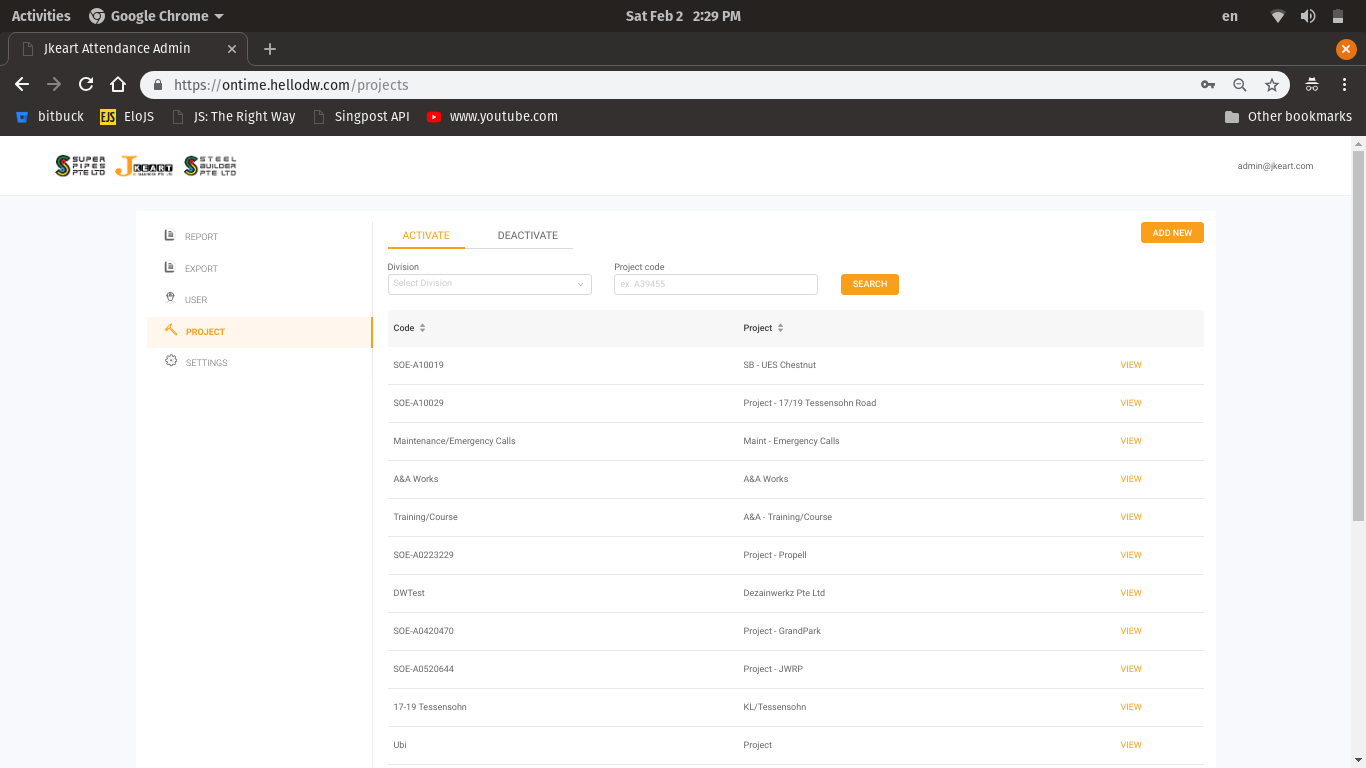 Activities Google Chrome Sat Feb 2 2:29 PM en
Jkeart Attendance Admin
https://ontime.hellodw.com/projects
bitbuck EJS EloJS JS: The Right Way Singpost API www.youtube.com Other bookmarks
SUPER PIPES PTE LTD
JKEART
STEEL BUILDER PTE LTD
admin@jkeart.com
REPORT
EXPORT
USER
PROJECT
SETTINGS
ACTIVATE DEACTIVATE ADD NEW
Division Project code
Select Division ex. A39455 SEARCH
Code Project
SOE-A10019 SB - UES Chestnut VIEW
SOE-A10029 Project - 17/19 Tessensohn Road VIEW
Maintenance/Emergency Calls Maint - Emergency Calls VIEW
A&A Works A&A Works VIEW
Training/Course A&A - Training/Course VIEW
SOE-A0223229 Project - Propell VIEW
DWTest Dezainwerkz Pte Ltd VIEW
SOE-A0420470 Project - GrandPark VIEW
SOE-A0520644 Project - JWRP VIEW
17-19 Tessensohn KL/Tessensohn VIEW
Ubi Project VIEW